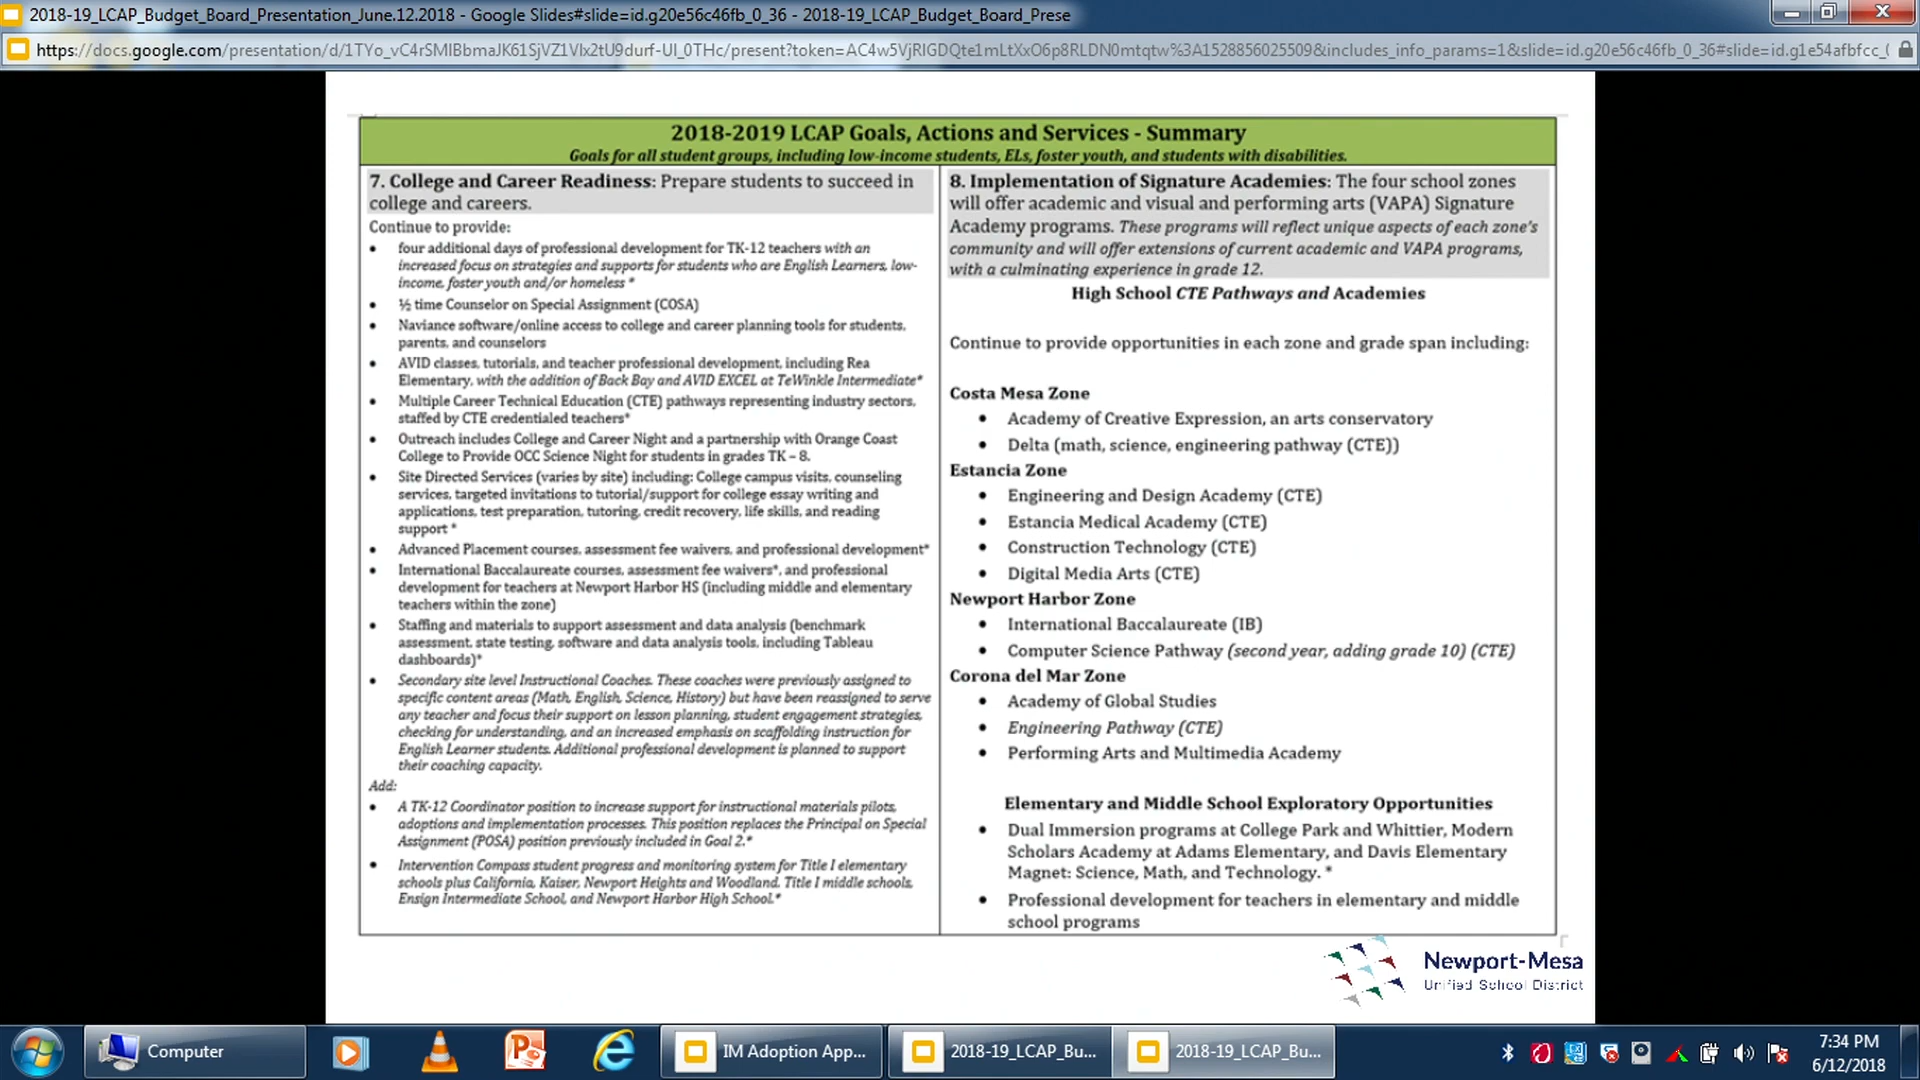 2018-19_LCAP_Budget_Board_Presentation_June.12.2018 - Google Slides#slide=id.g20e56c46fb_0_36 - 2018-19_LCAP_Budget_Board_Prese
2018-2019 LCAP Goals, Actions and Services - Summary
Goals for all student groups, including low-income students, ELs, foster youth, and students with disabilities.
7. College and Career Readiness: Prepare students to succeed in
college and careers.
Continue to provide:
• four additional days of professional development for TK-12 teachers with an
increased focus on strategies and supports for students who are English Learners, low-
income, foster youth and/or homeless *
• ½ time Counselor on Special Assignment (COSA)
• Naviance software/online access to college and career planning tools for students,
parents, and counselors
• AVID classes, tutorials, and teacher professional development, including Rea
Elementary, with the addition of Back Bay and AVID EXCEL at TeWinkle Intermediate*
• Multiple Career Technical Education (CTE) pathways representing industry sectors,
staffed by CTE credentialed teachers*
• Outreach includes College and Career Night and a partnership with Orange Coast
College to Provide OCC Science Night for students in grades TK – 8.
• Site Directed Services (varies by site) including: College campus visits, counseling
services, targeted invitations to tutorial/support for college essay writing and
applications, test preparation, tutoring, credit recovery, life skills, and reading
support *
• Advanced Placement courses, assessment fee waivers, and professional development*
• International Baccalaureate courses, assessment fee waivers*, and professional
development for teachers at Newport Harbor HS (including middle and elementary
teachers within the zone)
• Staffing and materials to support assessment and data analysis (benchmark
assessment, state testing, software and data analysis tools, including Tableau
dashboards)*
• Secondary site level Instructional Coaches. These coaches were previously assigned to
specific content areas (Math, English, Science, History) but have been reassigned to serve
any teacher and focus their support on lesson planning, student engagement strategies,
checking for understanding, and an increased emphasis on scaffolding instruction for
English Learner students. Additional professional development is planned to support
their coaching capacity.
Add:
• A TK-12 Coordinator position to increase support for instructional materials pilots,
adoptions and implementation processes. This position replaces the Principal on Special
Assignment (POSA) position previously included in Goal 2.*
• Intervention Compass student progress and monitoring system for Title I elementary
schools plus California, Kaiser, Newport Heights and Woodland. Title I middle schools,
Ensign Intermediate School, and Newport Harbor High School.*
8. Implementation of Signature Academies: The four school zones
will offer academic and visual and performing arts (VAPA) Signature
Academy programs. These programs will reflect unique aspects of each zone's
community and will offer extensions of current academic and VAPA programs,
with a culminating experience in grade 12.
High School CTE Pathways and Academies
Continue to provide opportunities in each zone and grade span including:
Costa Mesa Zone
• Academy of Creative Expression, an arts conservatory
• Delta (math, science, engineering pathway (CTE))
Estancia Zone
• Engineering and Design Academy (CTE)
• Estancia Medical Academy (CTE)
• Construction Technology (CTE)
• Digital Media Arts (CTE)
Newport Harbor Zone
• International Baccalaureate (IB)
• Computer Science Pathway (second year, adding grade 10) (CTE)
Corona del Mar Zone
• Academy of Global Studies
• Engineering Pathway (CTE)
• Performing Arts and Multimedia Academy
Elementary and Middle School Exploratory Opportunities
• Dual Immersion programs at College Park and Whittier, Modern
Scholars Academy at Adams Elementary, and Davis Elementary
Magnet: Science, Math, and Technology. *
• Professional development for teachers in elementary and middle
school programs
Newport-Mesa
Unified School District
Computer
IM Adoption App...
2018-19_LCAP_Bu...
2018-19_LCAP_Bu...
7:34 PM
6/12/2018